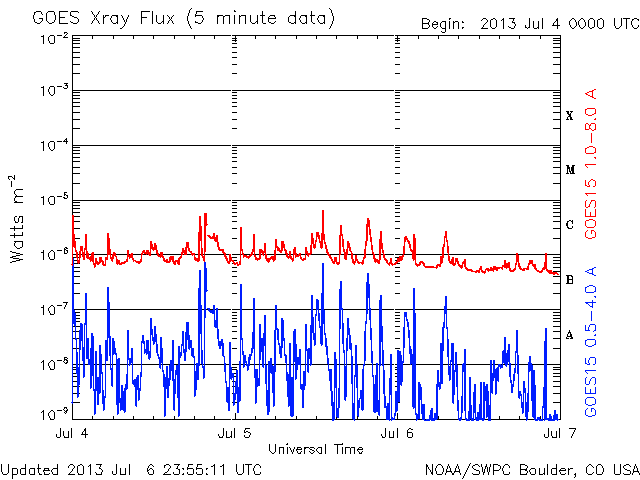 GOES Xray Flux (5 minute data)
Begin: 2013 Jul 4 0000 UTC
10⁻²
10⁻³
10⁻⁴
10⁻⁵
10⁻⁶
10⁻⁷
10⁻⁸
10⁻⁹
Watts m⁻²
X
M
C
B
A
GOES15 1.0-8.0 A
GOES15 0.5-4.0 A
Jul 4
Jul 5
Jul 6
Jul 7
Universal Time
Updated 2013 Jul 6 23:55:11 UTC
NOAA/SWPC Boulder, CO USA